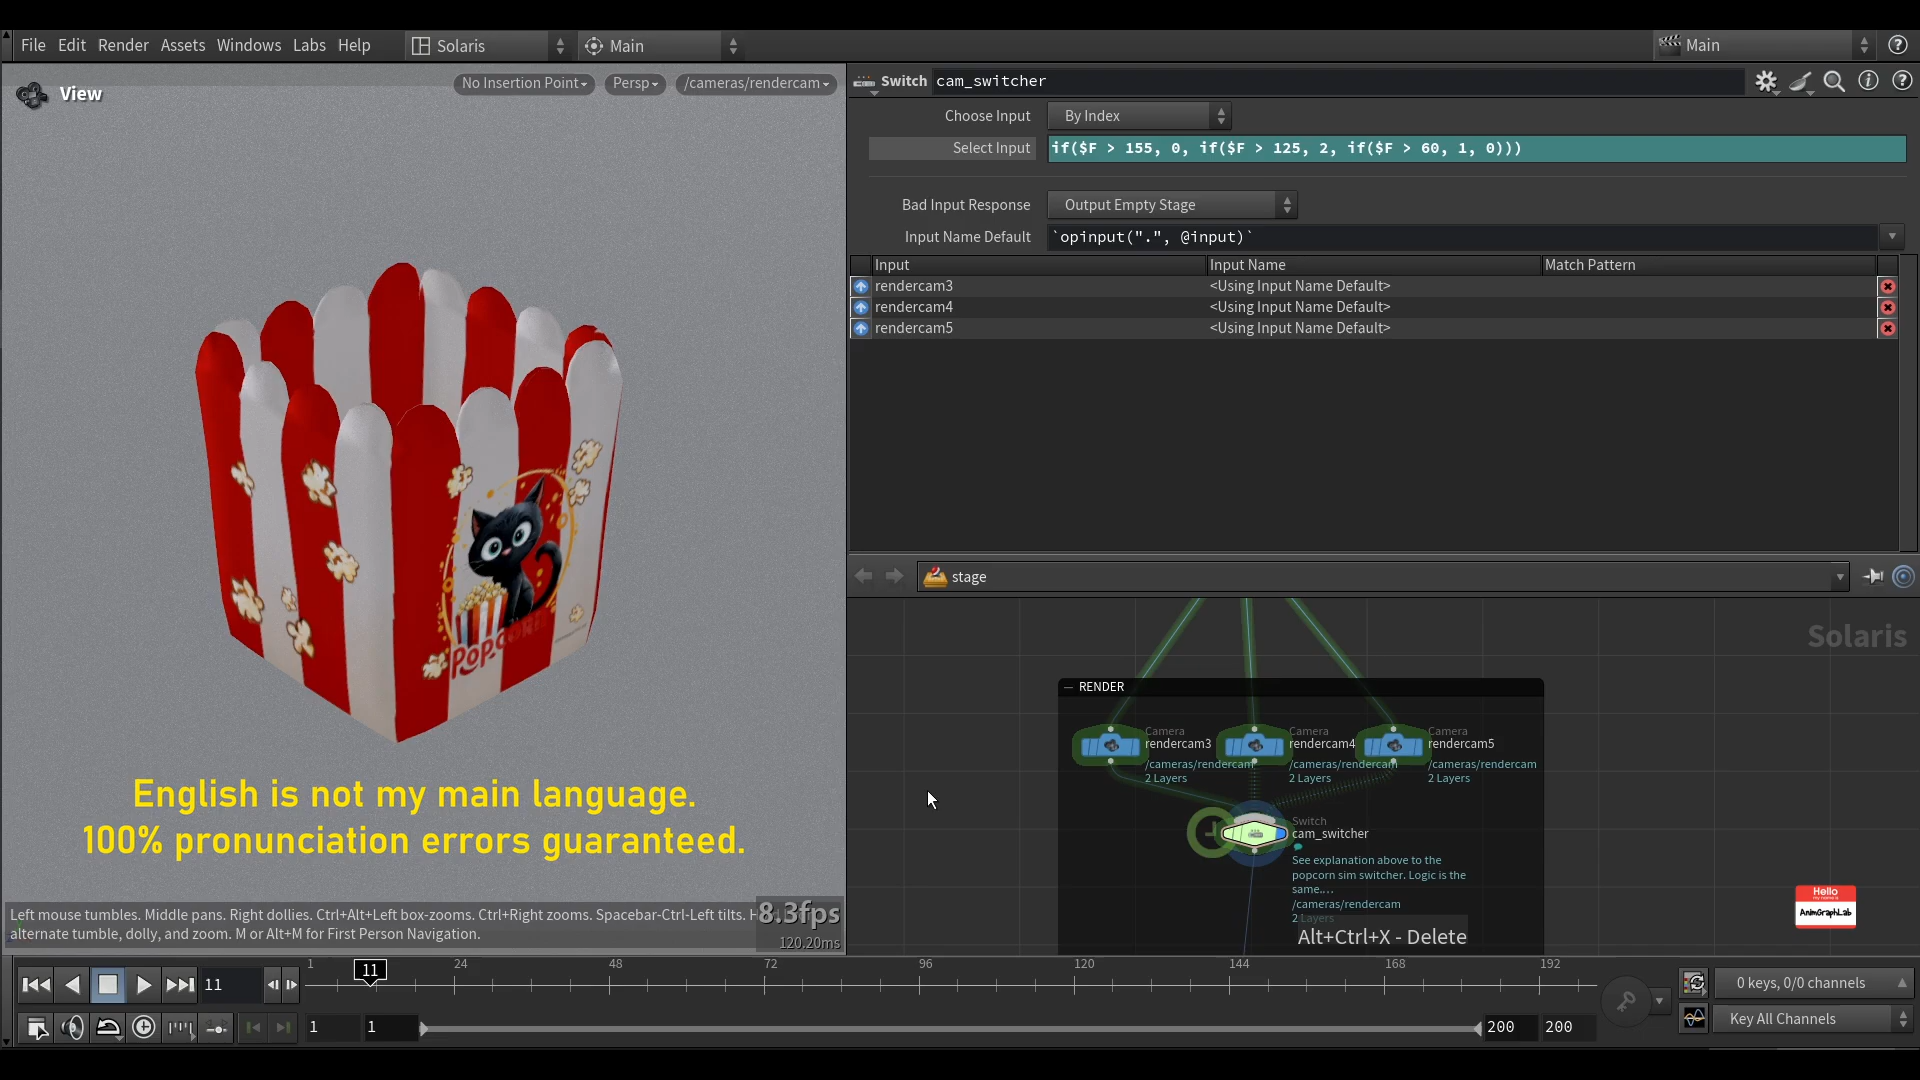 File Edit Render Assets Windows Labs Help
Solaris
Main
Main
View
No Insertion Point
Persp
/cameras/rendercam
Switch cam_switcher
Choose Input By Index
Select Input if($F > 155, 0, if($F > 125, 2, if($F > 60, 1, 0)))
Bad Input Response Output Empty Stage
Input Name Default `opinput(".", @input)`
Input Input Name Match Pattern
rendercam3 <Using Input Name Default>
rendercam4 <Using Input Name Default>
rendercam5 <Using Input Name Default>
stage
Solaris
RENDER
Camera
rendercam3
/cameras/rendercam
2 Layers
Camera
rendercam4
/cameras/rendercam
2 Layers
Camera
rendercam5
/cameras/rendercam
2 Layers
Switch
cam_switcher
See explanation above to the
popcorn sim switcher. Logic is the
same....
/cameras/rendercam
2 Layers
Alt+Ctrl+X - Delete
Hello
my name is
AnimGraphLab
POPCORN
English is not my main language.
100% pronunciation errors guaranteed.
Left mouse tumbles. Middle pans. Right dollies. Ctrl+Alt+Left box-zooms. Ctrl+Right zooms. Spacebar-Ctrl-Left tilts. H
alternate tumble, dolly, and zoom. M or Alt+M for First Person Navigation.
8.3fps
120.20ms
11
1 11 24 48 72 96 120 144 168 192
0 keys, 0/0 channels
1 1 200 200
Key All Channels